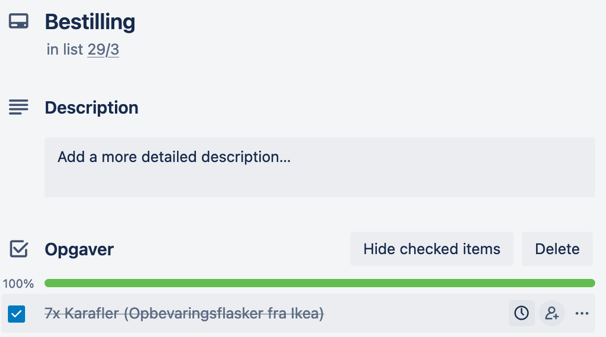 Bestilling
in list 29/3
Description
Add a more detailed description...
Opgaver
Hide checked items
Delete
100%
7x Karafler (Opbevaringsflasker fra Ikea)